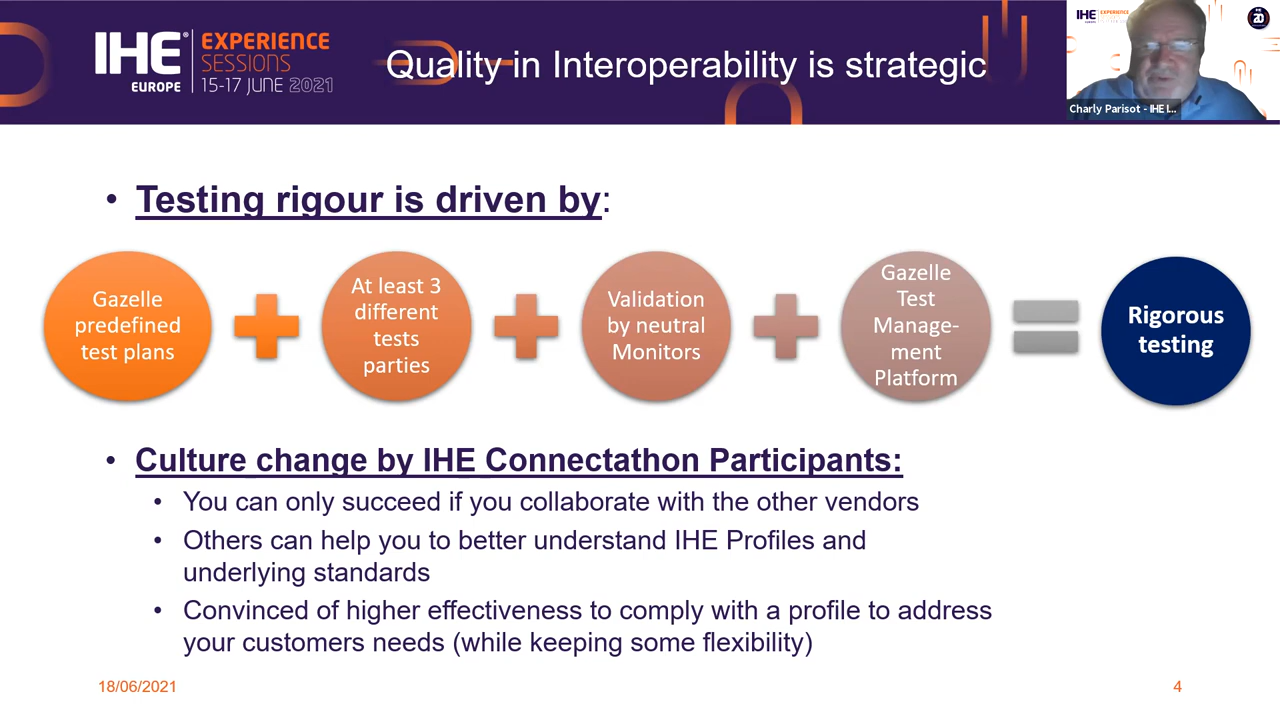 IHE® EXPERIENCE
SESSIONS
EUROPE 15-17 JUNE 2021
Quality in Interoperability is strategic
IHE
Charly Parisot - IHE I...
• Testing rigour is driven by:
Gazelle
predefined
test plans
At least 3
different
tests
parties
Validation
by neutral
Monitors
Gazelle
Test
Manage-
ment
Platform
Rigorous
testing
• Culture change by IHE Connectathon Participants:
• You can only succeed if you collaborate with the other vendors
• Others can help you to better understand IHE Profiles and
underlying standards
• Convinced of higher effectiveness to comply with a profile to address
your customers needs (while keeping some flexibility)
18/06/2021
4